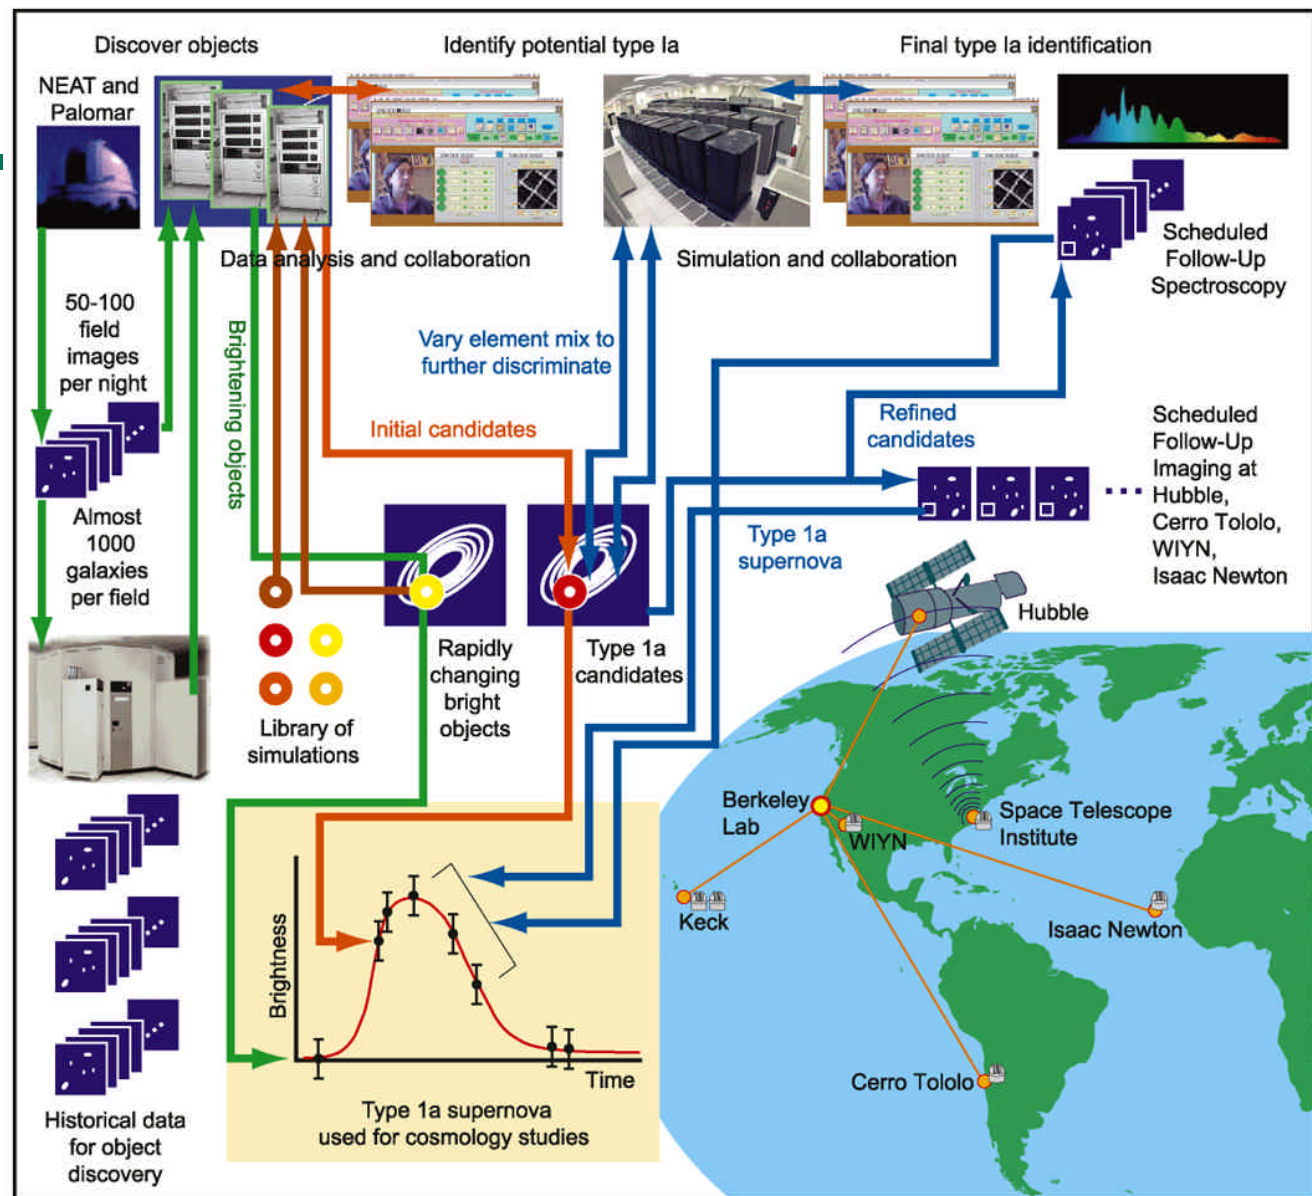 Discover objects
Identify potential type Ia
Final type Ia identification
NEAT and
Palomar
Data analysis and collaboration
Simulation and collaboration
Scheduled
Follow-Up
Spectroscopy
50-100
field
images
per night
Brightening objects
Vary element mix to
further discriminate
Initial candidates
Refined
candidates
Scheduled
Follow-Up
Imaging at
Hubble,
Cerro Tololo,
WIYN,
Isaac Newton
Almost
1000
galaxies
per field
Type 1a
supernova
Hubble
Rapidly
changing
bright
objects
Type 1a
candidates
Library of
simulations
Berkeley
Lab
WIYN
Space Telescope
Institute
Keck
Isaac Newton
Cerro Tololo
Brightness
Time
Type 1a supernova
used for cosmology studies
Historical data
for object
discovery